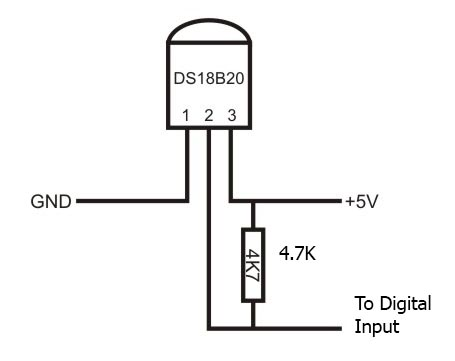 DS18B20
1 2 3
GND
+5V
4K7
4.7K
To Digital
Input